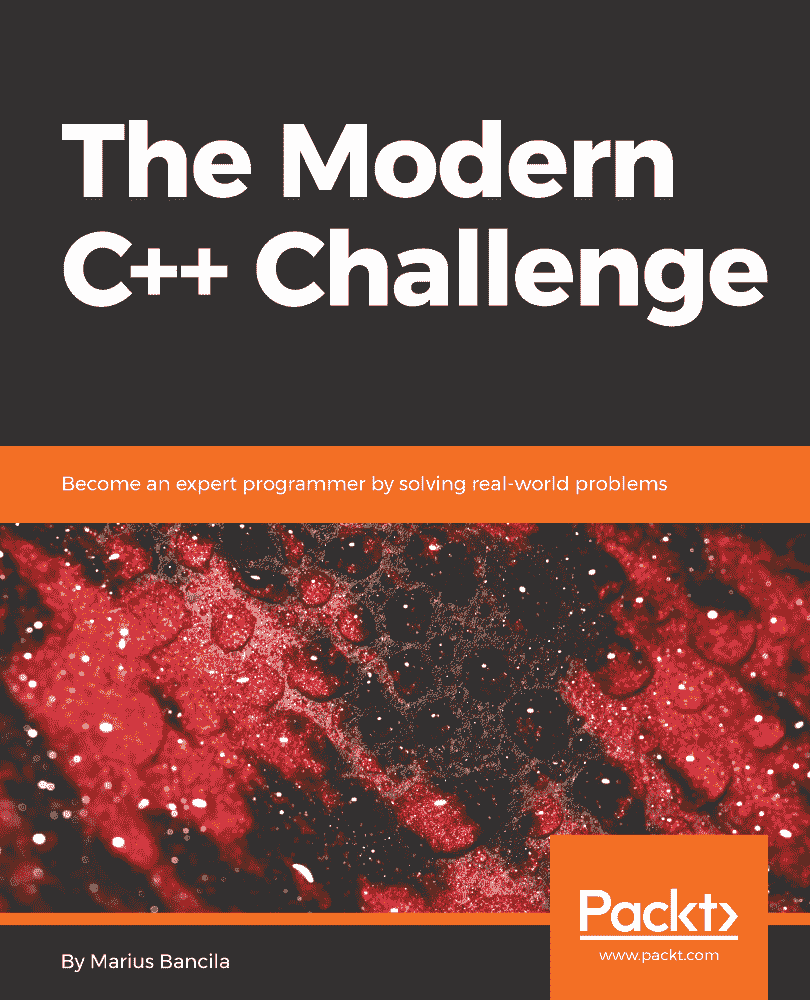 The Modern
C++ Challenge
Become an expert programmer by solving real-world problems
Packt>
www.packt.com
By Marius Bancila